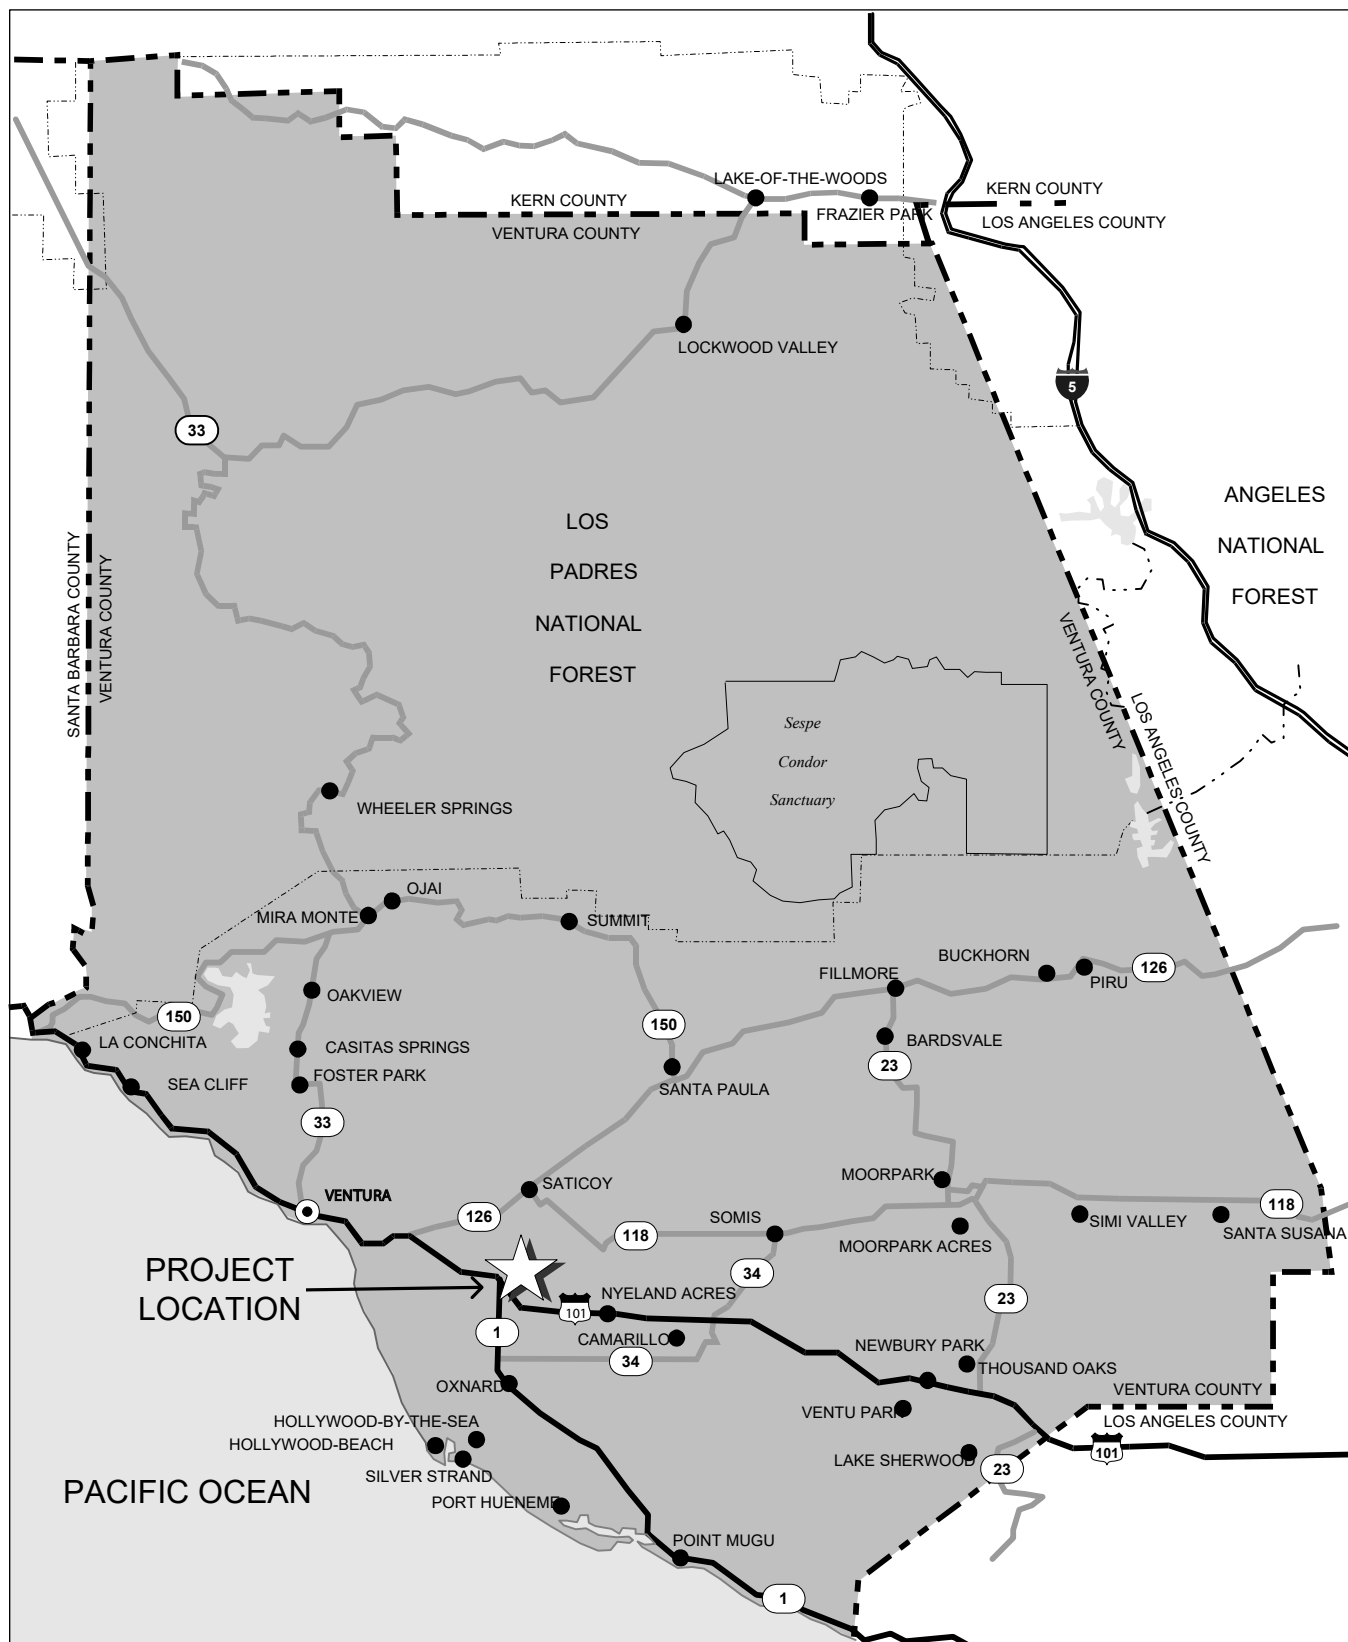 LAKE-OF-THE-WOODS
KERN COUNTY
KERN COUNTY
FRAZIER PARK
LOS ANGELES COUNTY
VENTURA COUNTY
LOCKWOOD VALLEY
5
33
ANGELES
NATIONAL
FOREST
LOS
PADRES
NATIONAL
FOREST
SANTA BARBARA COUNTY
VENTURA COUNTY
VENTURA COUNTY
LOS ANGELES COUNTY
Sespe
Condor
Sanctuary
WHEELER SPRINGS
OJAI
MIRA MONTE
SUMMIT
BUCKHORN
FILLMORE
126
PIRU
OAKVIEW
150
150
LA CONCHITA
CASITAS SPRINGS
BARDSVALE
23
SEA CLIFF
FOSTER PARK
SANTA PAULA
33
MOORPARK
SATICOY
VENTURA
126
118
SOMIS
118
SIMI VALLEY
SANTA SUSANA
MOORPARK ACRES
PROJECT
LOCATION
34
NYELAND ACRES
23
101
1
CAMARILLO
NEWBURY PARK
34
THOUSAND OAKS
OXNARD
VENTURA COUNTY
VENTU PARK
LOS ANGELES COUNTY
HOLLYWOOD-BY-THE-SEA
HOLLYWOOD-BEACH
101
LAKE SHERWOOD
23
SILVER STRAND
PACIFIC OCEAN
PORT HUENEME
POINT MUGU
1